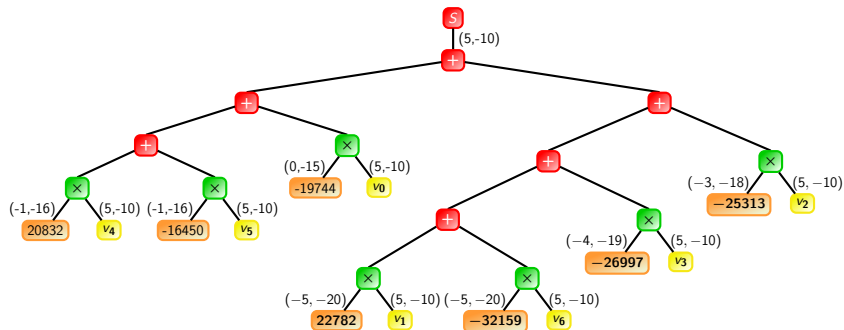 S
(5,-10)
+
+ +
+ × + ×
(0,-15) (5,-10) (−3, −18) (5, −10)
× × -19744 v0 −25313 v2
(-1,-16) (5,-10) (-1,-16) (5,-10) + ×
20832 v4 -16450 v5 (−4, −19) (5, −10)
−26997 v3
× ×
(−5, −20) (5, −10) (−5, −20) (5, −10)
22782 v1 −32159 v6